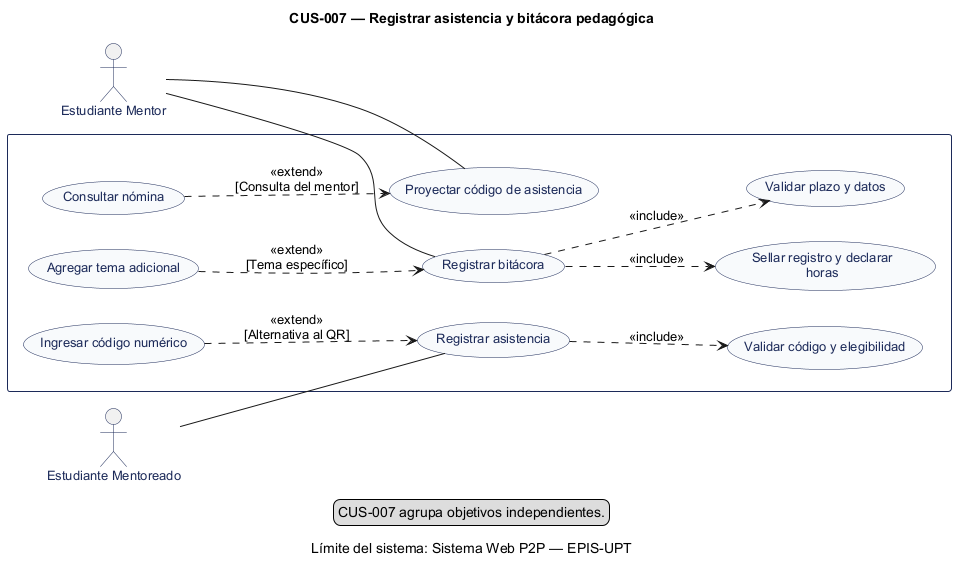 CUS-007 — Registrar asistencia y bitácora pedagógica
Estudiante Mentor
«extend»
[Consulta del mentor]
Consultar nómina
Proyectar código de asistencia
Validar plazo y datos
«include»
«extend»
[Tema específico]
Agregar tema adicional
Registrar bitácora
«include»
Sellar registro y declarar
horas
«extend»
[Alternativa al QR]
Ingresar código numérico
Registrar asistencia
«include»
Validar código y elegibilidad
Estudiante Mentoreado
CUS-007 agrupa objetivos independientes.
Límite del sistema: Sistema Web P2P — EPIS-UPT